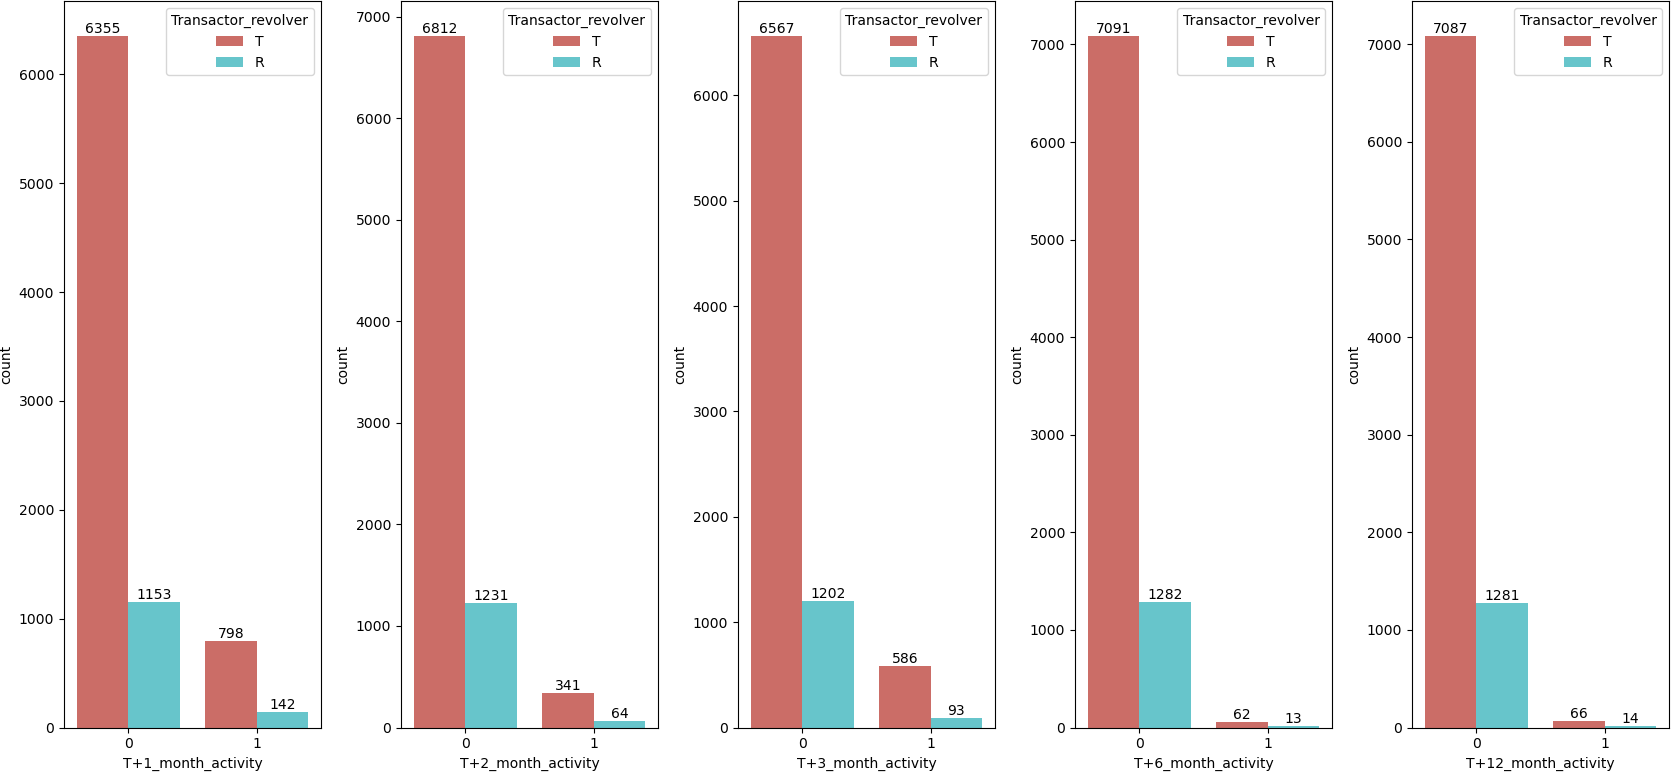 Transactor_revolver
T
R
6355
1153
798
142
6000
5000
4000
3000
2000
1000
0
count
0 1
T+1_month_activity
Transactor_revolver
T
R
6812
1231
341
64
7000
6000
5000
4000
3000
2000
1000
0
count
0 1
T+2_month_activity
Transactor_revolver
T
R
6567
1202
586
93
6000
5000
4000
3000
2000
1000
0
count
0 1
T+3_month_activity
Transactor_revolver
T
R
7091
1282
62
13
7000
6000
5000
4000
3000
2000
1000
0
count
0 1
T+6_month_activity
Transactor_revolver
T
R
7087
1281
66
14
7000
6000
5000
4000
3000
2000
1000
0
count
0 1
T+12_month_activity